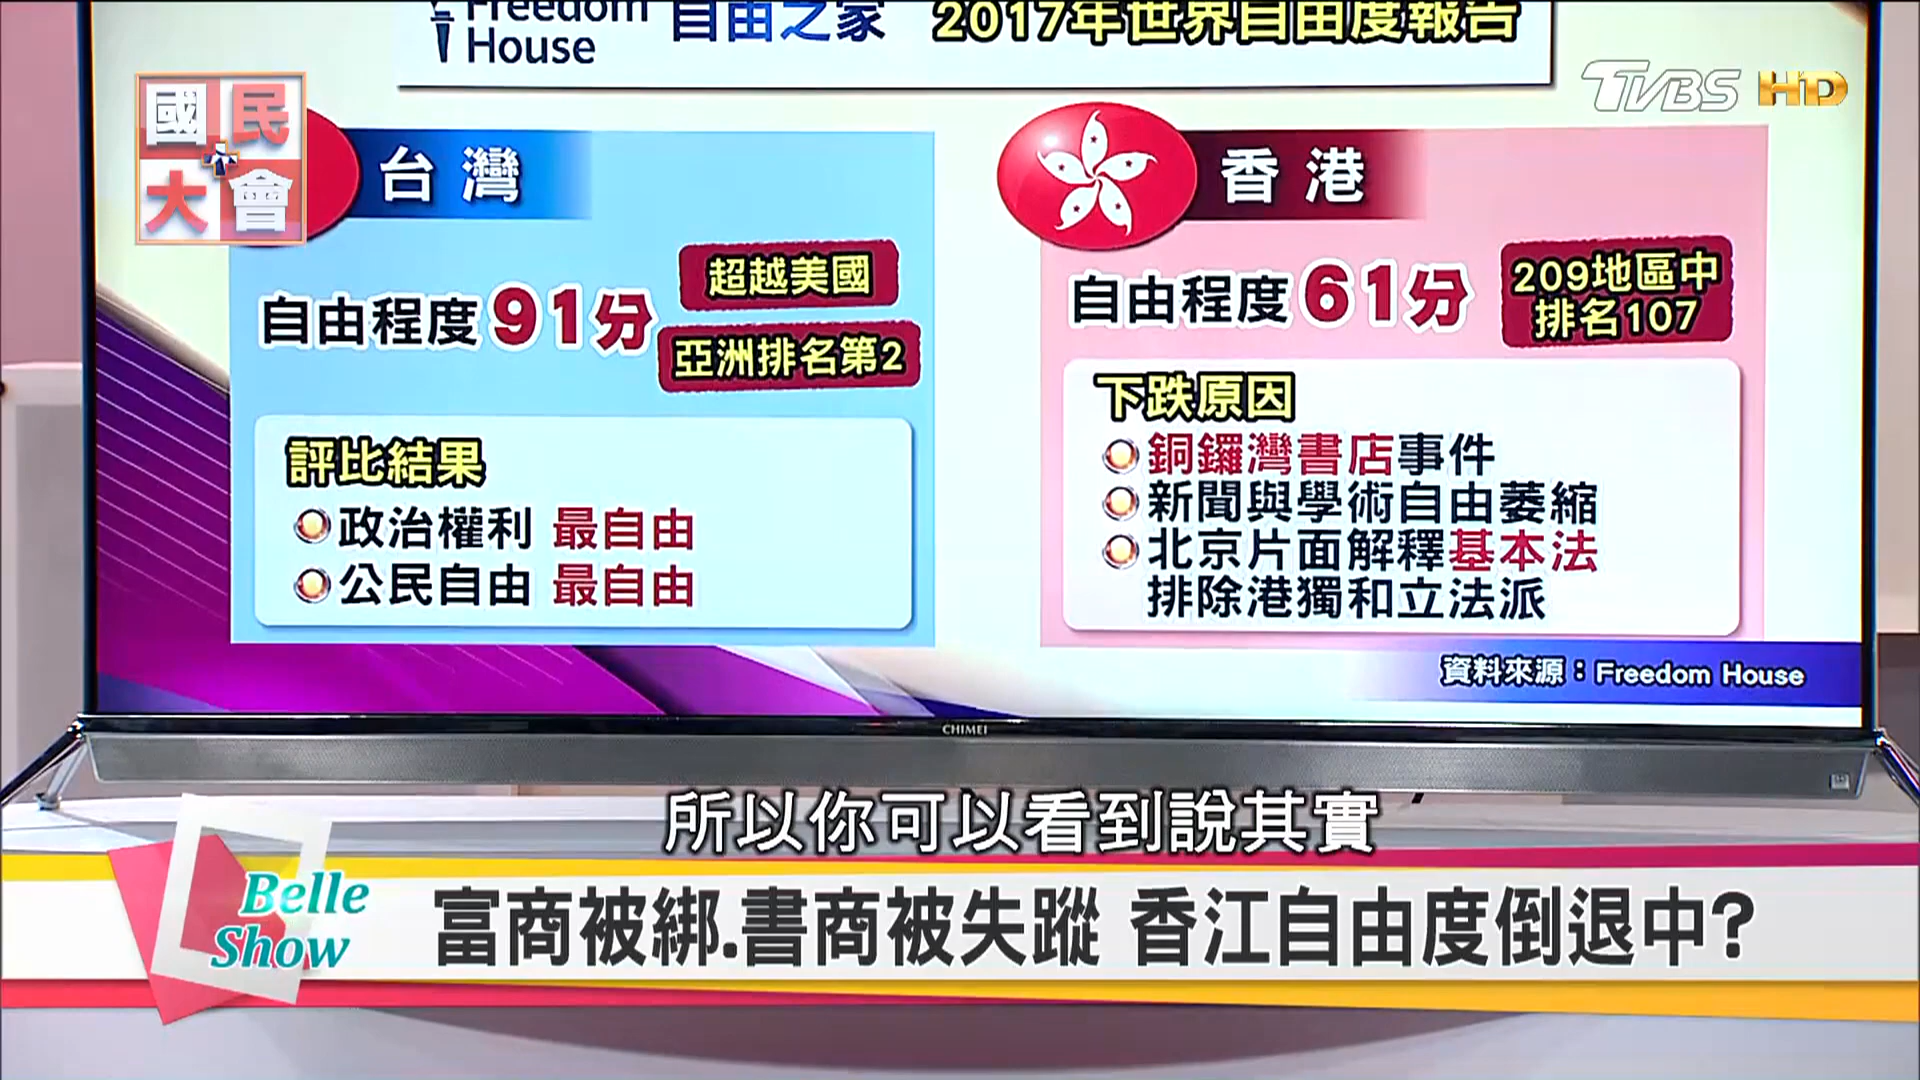 Freedom House
自由之家 2017年世界自由度報告
TVBS HD
國民
大會
台灣
自由程度91分
超越美國
亞洲排名第2
評比結果
政治權利 最自由
公民自由 最自由
香港
自由程度61分
209地區中
排名107
下跌原因
銅鑼灣書店事件
新聞與學術自由萎縮
北京片面解釋基本法
排除港獨和立法派
資料來源：Freedom House
CHIMEI
所以你可以看到說其實
Belle
Show
富商被綁.書商被失蹤 香江自由度倒退中?